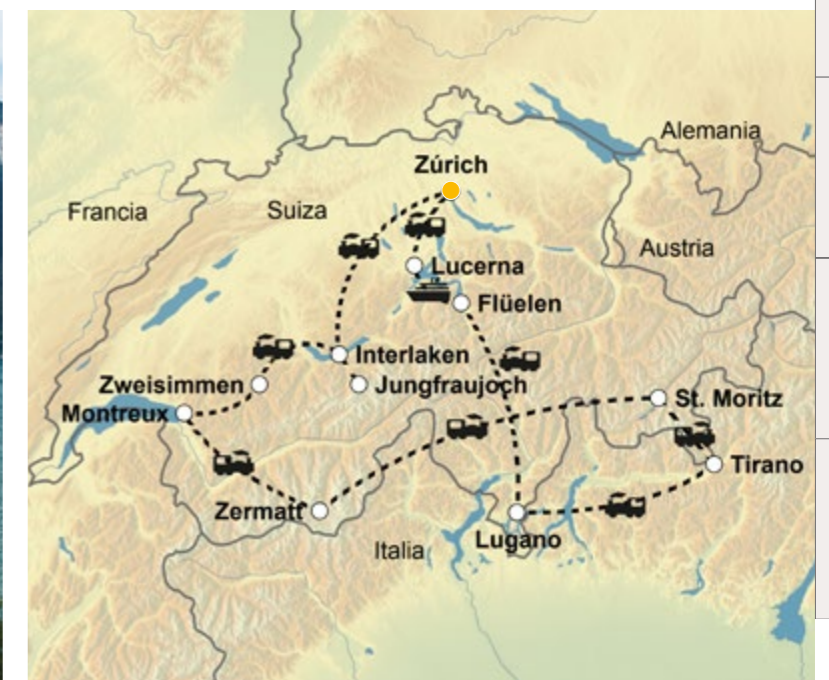 Alemania
Zúrich
Francia
Suiza
Austria
Lucerna
Flüelen
Interlaken
Zweisimmen
Jungfraujoch
St. Moritz
Montreux
Tirano
Zermatt
Lugano
Italia